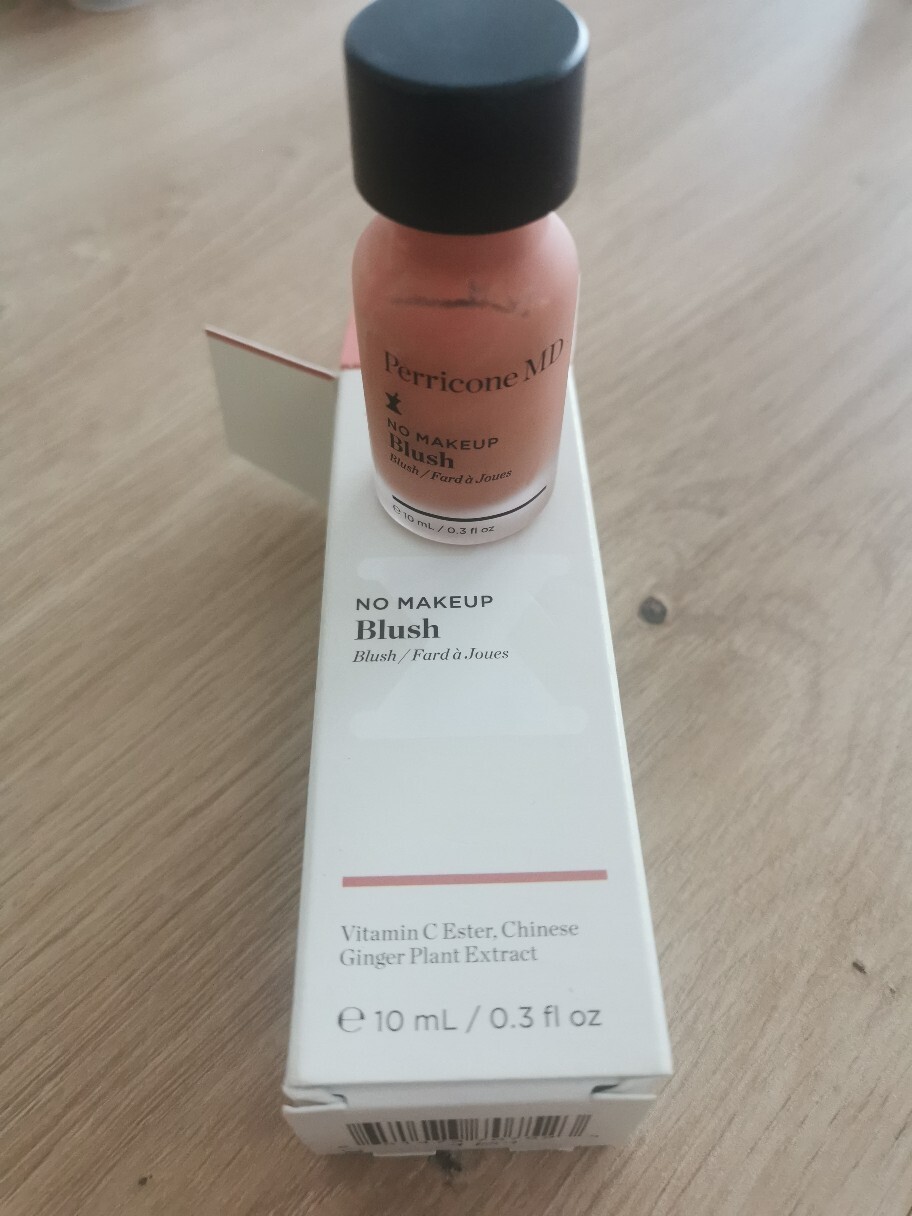 Perricone MD
NO MAKEUP
Blush
Blush / Fard à Joues
℮ 10 mL / 0.3 fl oz
NO MAKEUP
Blush
Blush / Fard à Joues
Vitamin C Ester, Chinese
Ginger Plant Extract
℮ 10 mL / 0.3 fl oz